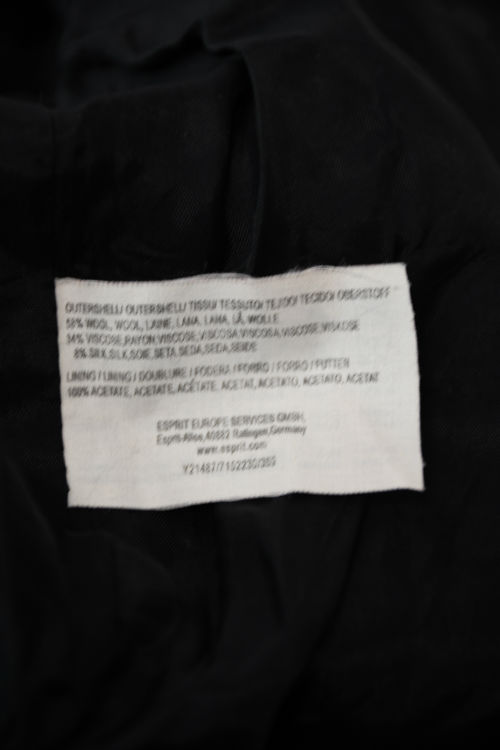 OUTERSHELL/ OUTERSHELL/ TISSU/ TESSUTO/ TEJIDO/ TECIDO/ OBERSTOFF
58% WOOL, WOOL, LAINE, LANA, LANA, LÃ, WOLLE
34% VISCOSE,RAYON,VISCOSE,VISCOSA,VISCOSA,VISCOSE,VISKOSE
8% SILK,SILK,SOIE, SETA, SEDA,SEDA,SEIDE
LINING / LINING / DOUBLURE / FODERA / FORRO / FORRO / FUTTER
100% ACETATE, ACETATE, ACÉTATE, ACETAT, ACETATO, ACETATO, ACETAT
ESPRIT EUROPE SERVICES GMBH,
Esprit-Allee,40882 Ratingen,Germany
www.esprit.com
Y21487/7152230/389